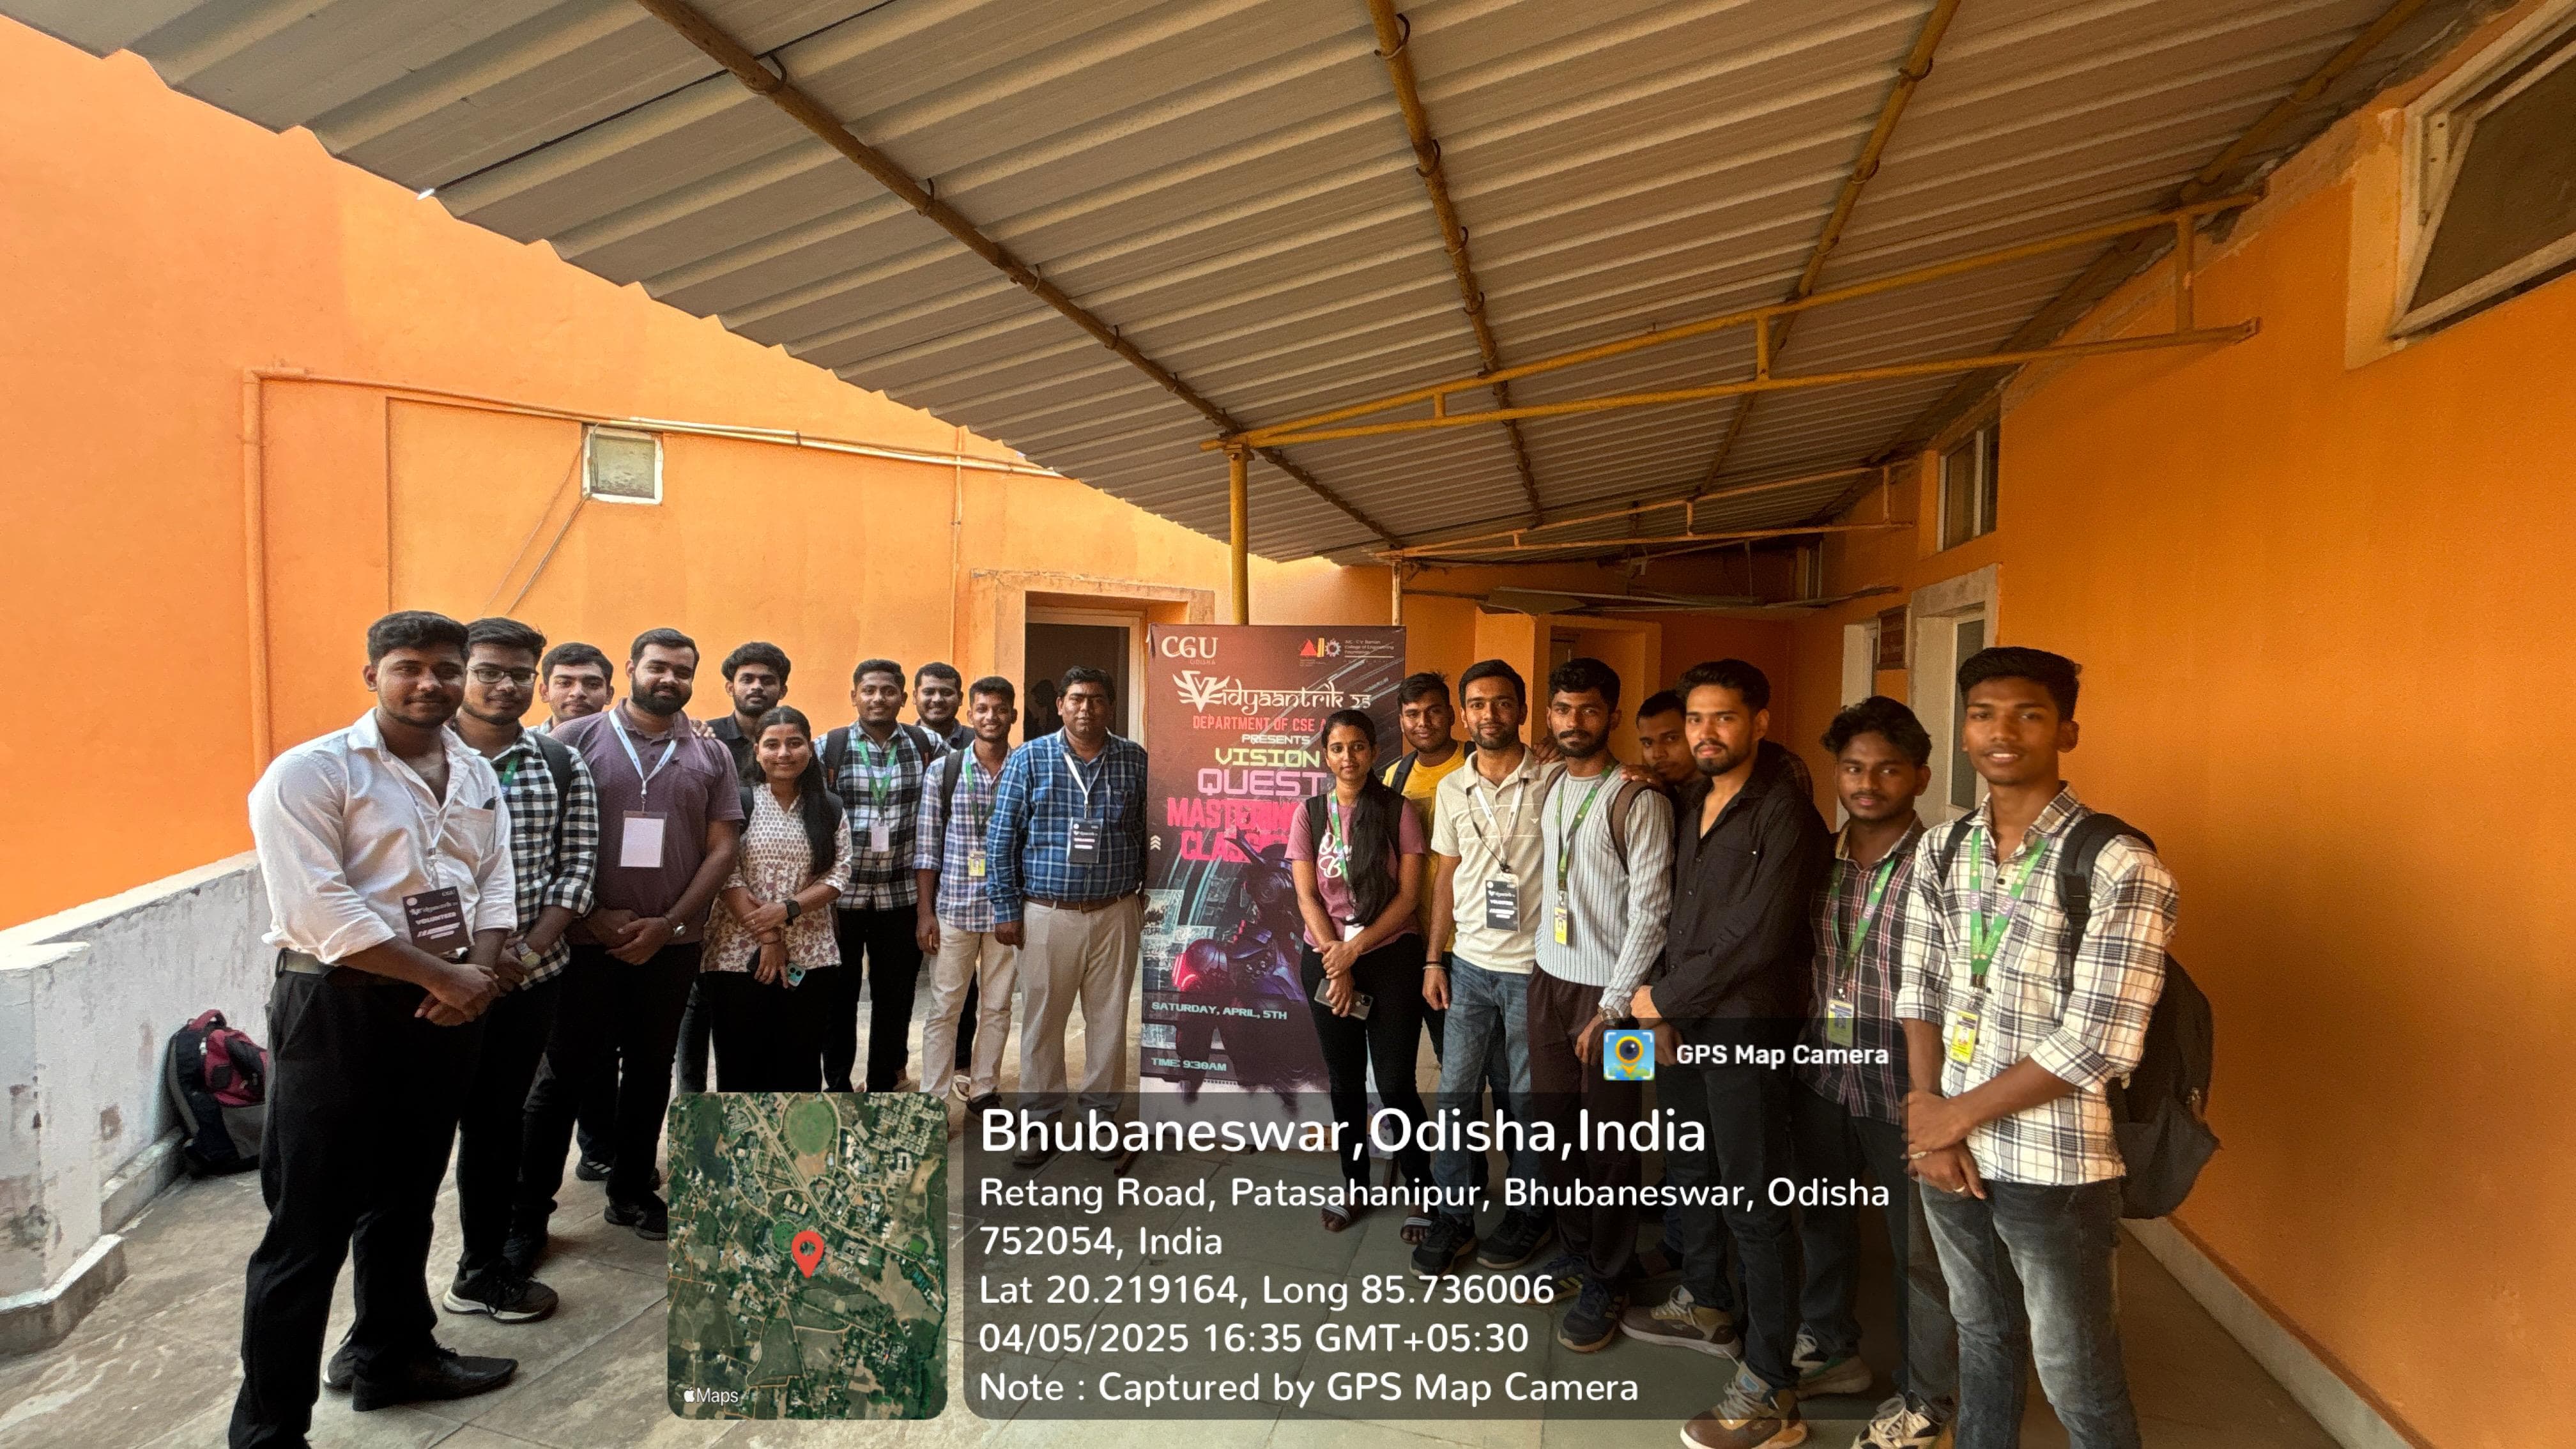 CGU
ODISHA
Vidyaantrik 25
DEPARTMENT OF CSE
PRESENTS
VISION
QUEST
SATURDAY, APRIL, 5TH
TIME: 9:30AM
VOLUNTEER
GPS Map Camera
Bhubaneswar,Odisha,India
Retang Road, Patasahanipur, Bhubaneswar, Odisha
752054, India
Lat 20.219164, Long 85.736006
04/05/2025 16:35 GMT+05:30
Note : Captured by GPS Map Camera
Maps